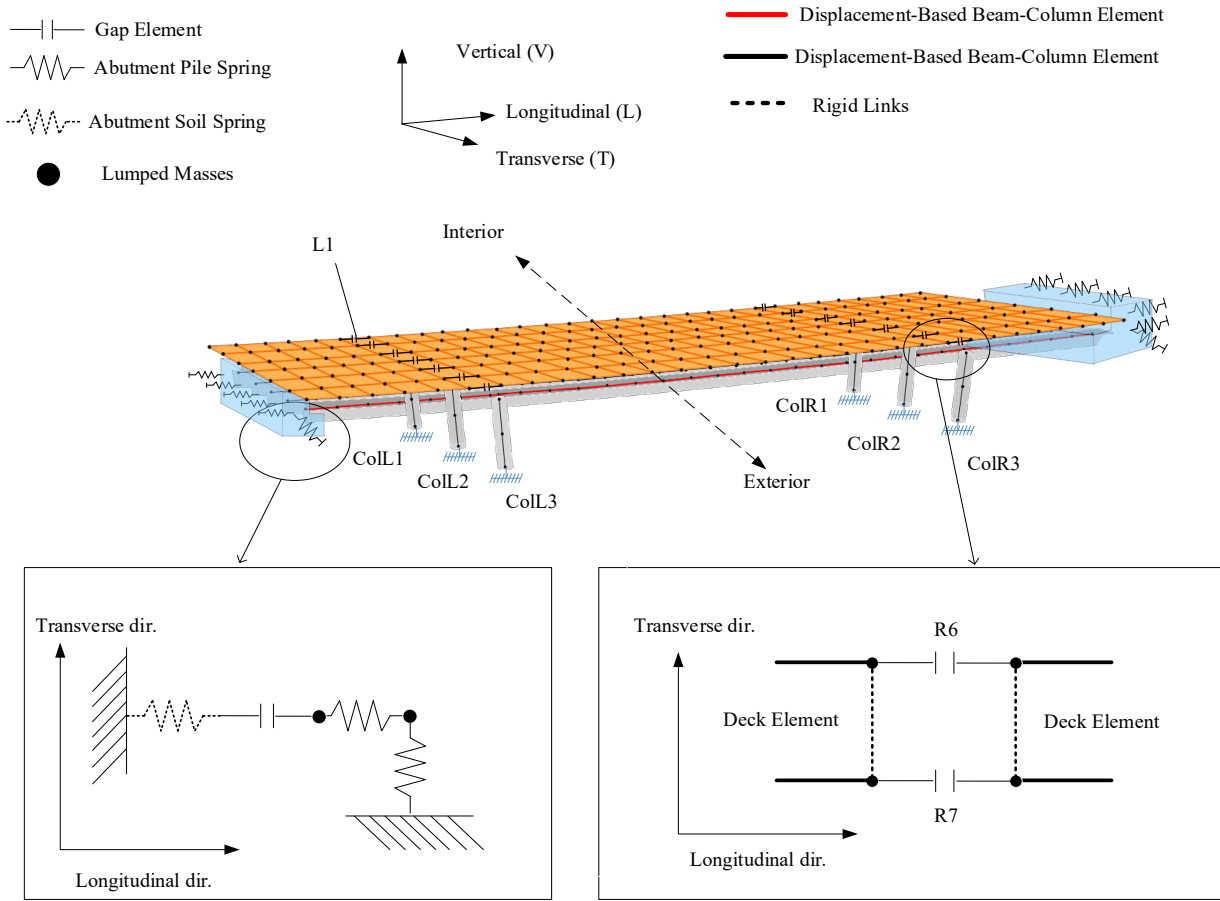 Gap Element
Abutment Pile Spring
Abutment Soil Spring
Lumped Masses
Vertical (V)
Longitudinal (L)
Transverse (T)
Displacement-Based Beam-Column Element
Displacement-Based Beam-Column Element
Rigid Links
L1
Interior
Exterior
ColL1
ColL2
ColL3
ColR1
ColR2
ColR3
Transverse dir.
Longitudinal dir.
Transverse dir.
R6
Deck Element
Deck Element
R7
Longitudinal dir.